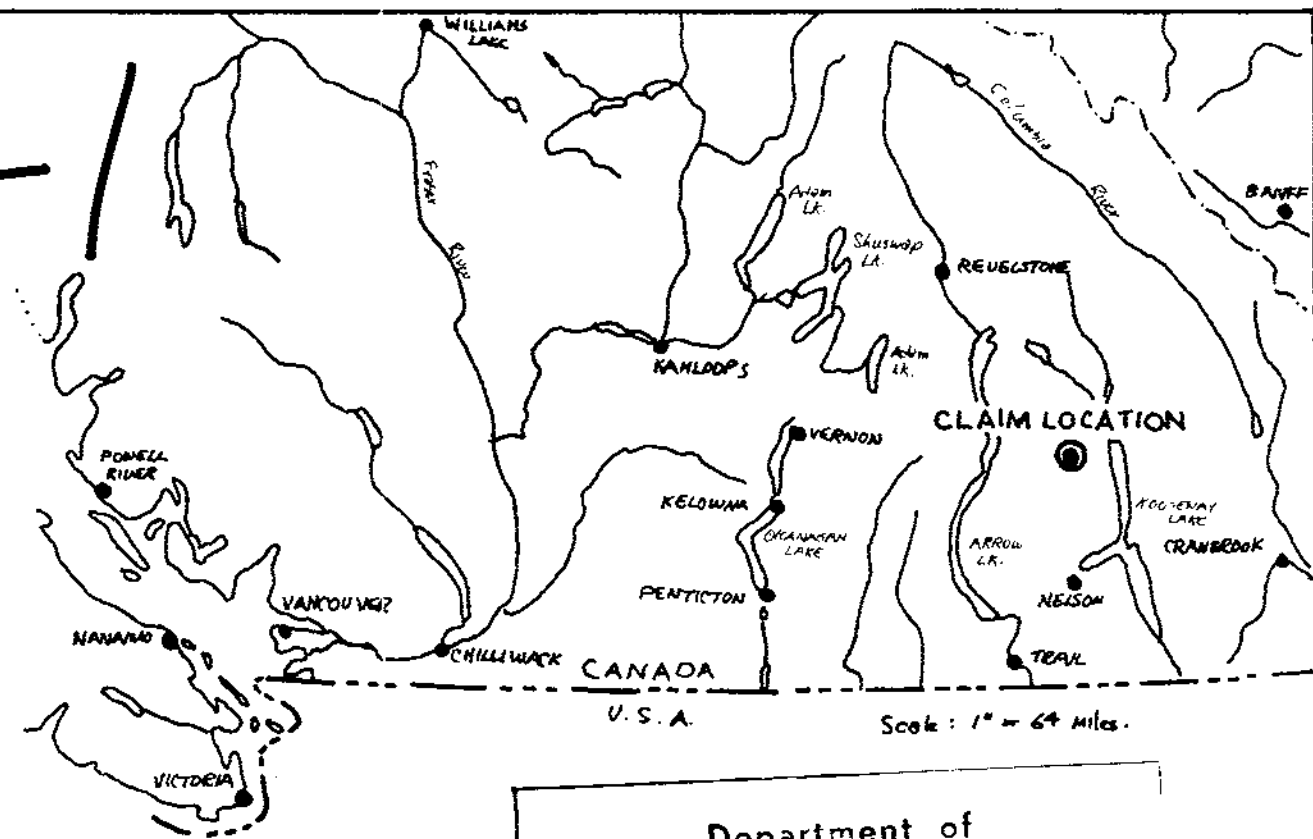 WILLIAMS
LAKE
Fraser
River
Columbia
River
BANFF
Adam
Lk.
Shuswap
Lk.
REVELSTONE
KAMLOOPS
Adam
Lk.
CLAIM LOCATION
VERNON
POWELL
RIVER
KELOWNA
OKANAGAN
LAKE
KOOTENAY
LAKE
ARROW
LK.
CRANBROOK
PENTICTON
NELSON
VANCOUVER
NANAIMO
CHILLIWACK
CANADA
TRAIL
U.S.A.
Scale : 1" = 64 Miles.
VICTORIA
Department of